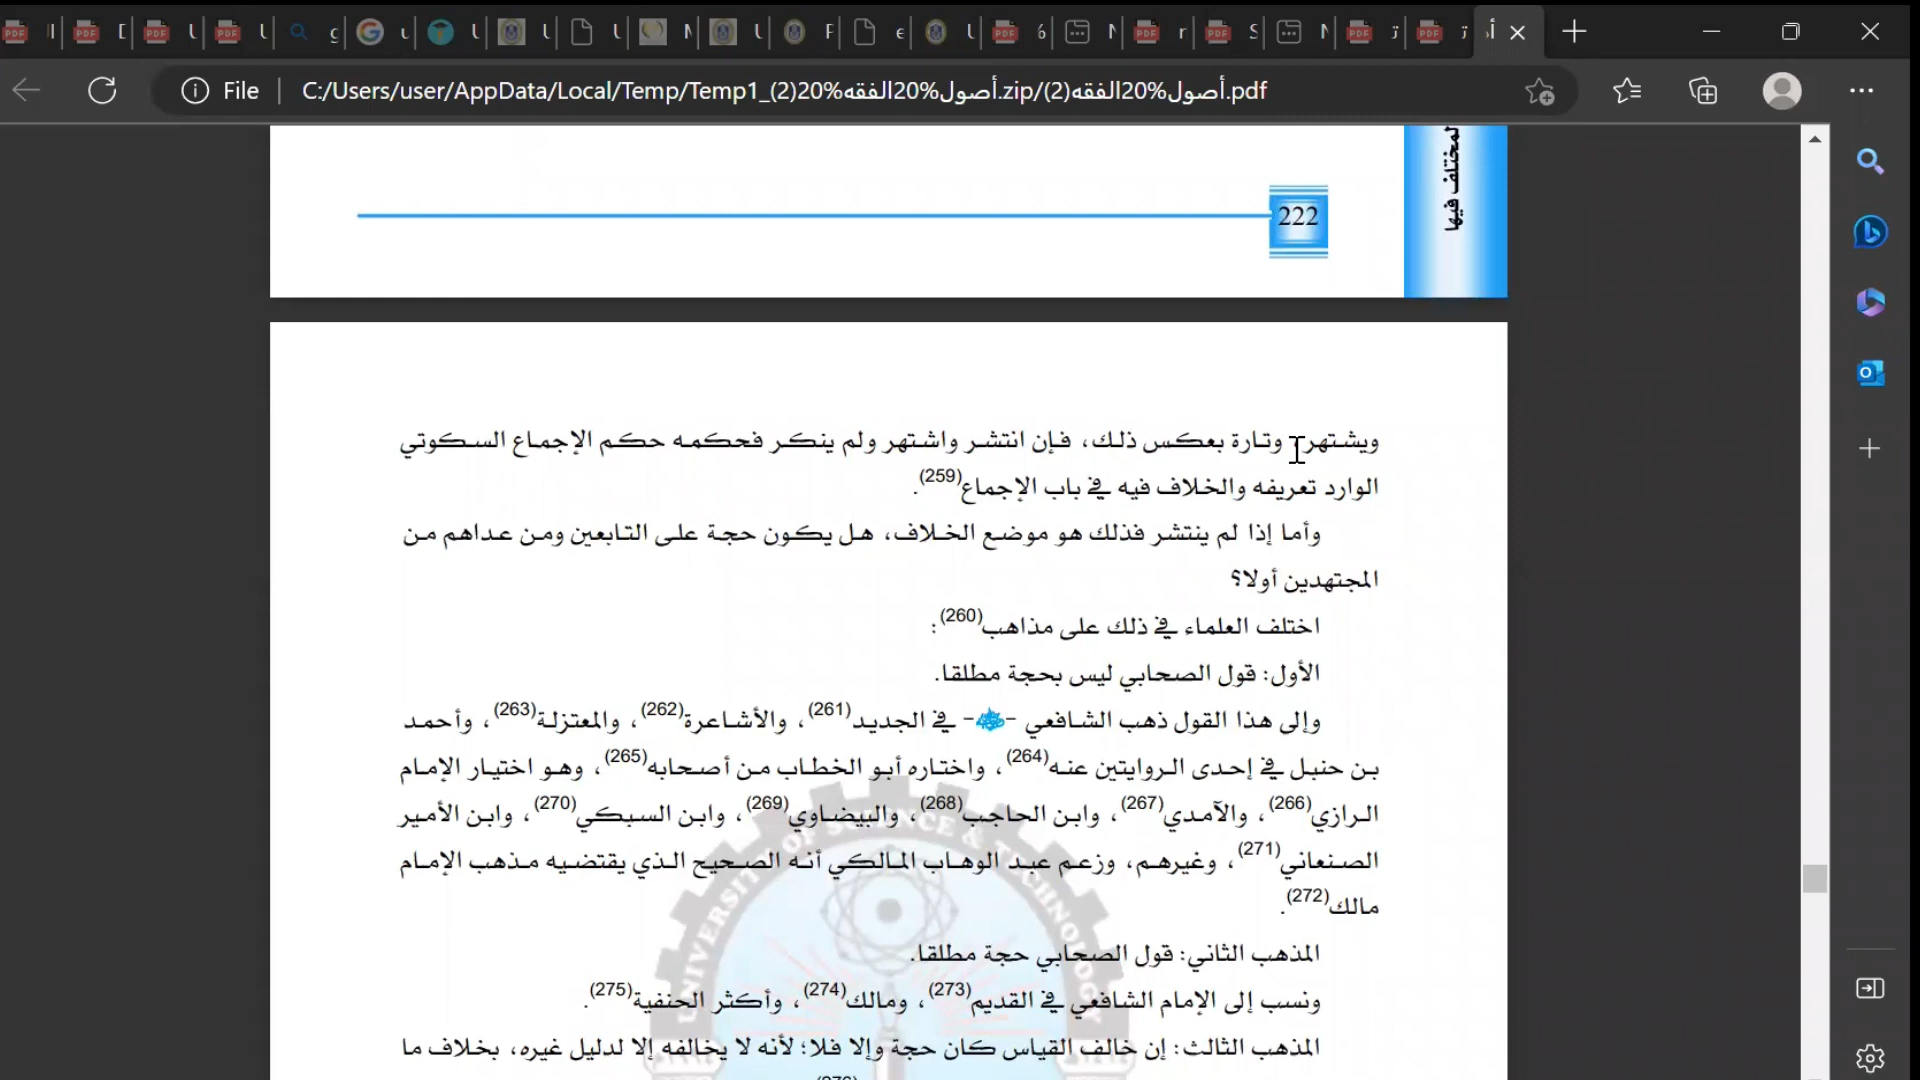 File
C:/Users/user/AppData/Local/Temp/Temp1_(2)20%أصول%20الفقه.zip/(2)أصول%20الفقه.pdf
المختلف فيها
222
ويشتهر، وتارة بعكس ذلك، فإن انتشر واشتهر ولم ينكر فحكمه حكم الإجماع السكوتي
الوارد تعريفه والخلاف فيه في باب الإجماع(259).
وأما إذا لم ينتشر فذلك هو موضع الخلاف، هل يكون حجة على التابعين ومن عداهم من
المجتهدين أولا؟
اختلف العلماء في ذلك على مذاهب(260):
الأول: قول الصحابي ليس بحجة مطلقا.
وإلى هذا القول ذهب الشافعي -- في الجديد(261)، والأشاعرة(262)، والمعتزلة(263)، وأحمد
بن حنبل في إحدى الروايتين عنه(264)، واختاره أبو الخطاب من أصحابه(265)، وهو اختيار الإمام
الرازي(266)، والآمدي(267)، وابن الحاجب(268)، والبيضاوي(269)، وابن السبكي(270)، وابن الأمير
الصنعاني(271)، وغيرهم، وزعم عبد الوهاب المالكي أنه الصحيح الذي يقتضيه مذهب الإمام
مالك(272).
المذهب الثاني: قول الصحابي حجة مطلقا.
ونسب إلى الإمام الشافعي في القديم(273)، ومالك(274)، وأكثر الحنفية(275).
المذهب الثالث: إن خالف القياس كان حجة وإلا فلا؛ لأنه لا يخالفه إلا لدليل غيره، بخلاف ما
UNIVERSITY OF SCIENCE & TECHNOLOGY